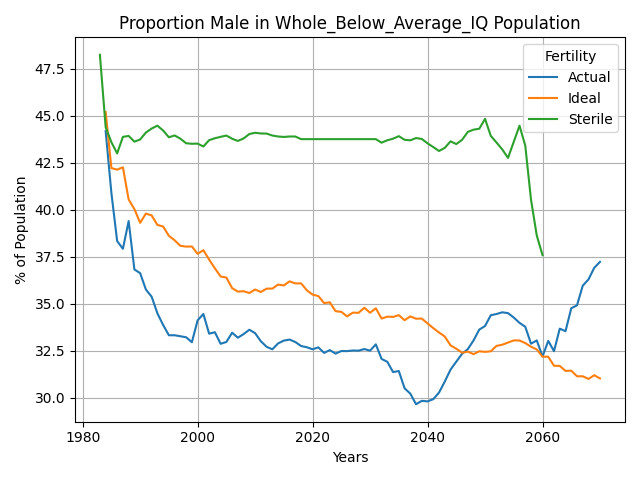 Proportion Male in Whole_Below_Average_IQ Population
Fertility
Actual
Ideal
Sterile
% of Population
47.5
45.0
42.5
40.0
37.5
35.0
32.5
30.0
1980
2000
2020
2040
2060
Years